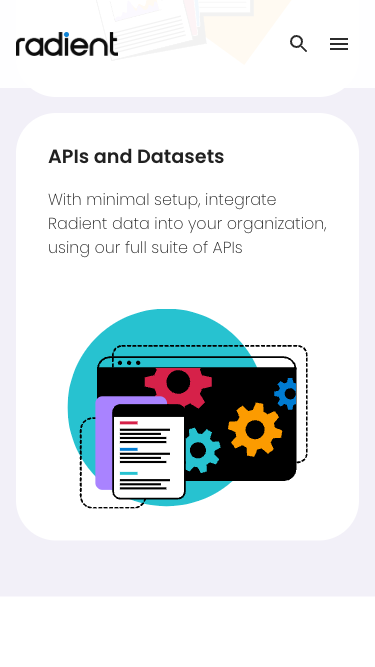 radient
APIs and Datasets
With minimal setup, integrate
Radient data into your organization,
using our full suite of APIs